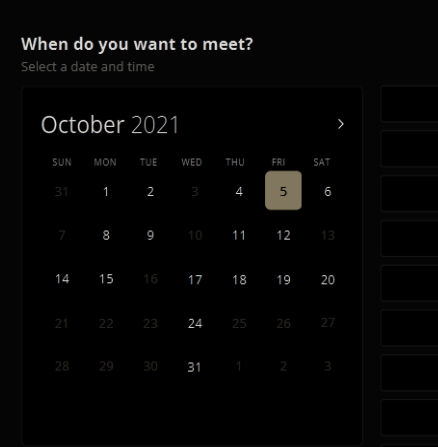 When do you want to meet?
Select a date and time
October 2021
SUN MON TUE WED THU FRI SAT
31 1 2 3 4 5 6
7 8 9 10 11 12 13
14 15 16 17 18 19 20
21 22 23 24 25 26 27
28 29 30 31 1 2 3